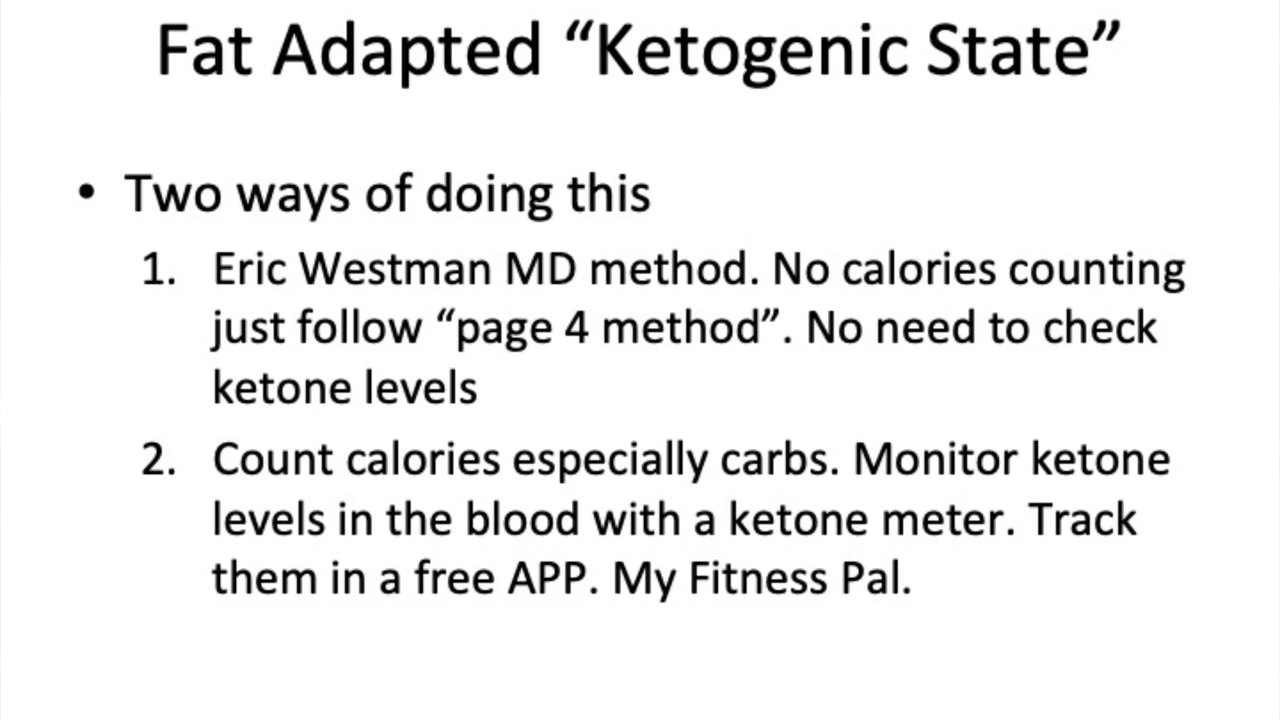 Fat Adapted “Ketogenic State”
• Two ways of doing this
1. Eric Westman MD method. No calories counting
just follow “page 4 method”. No need to check
ketone levels
2. Count calories especially carbs. Monitor ketone
levels in the blood with a ketone meter. Track
them in a free APP. My Fitness Pal.